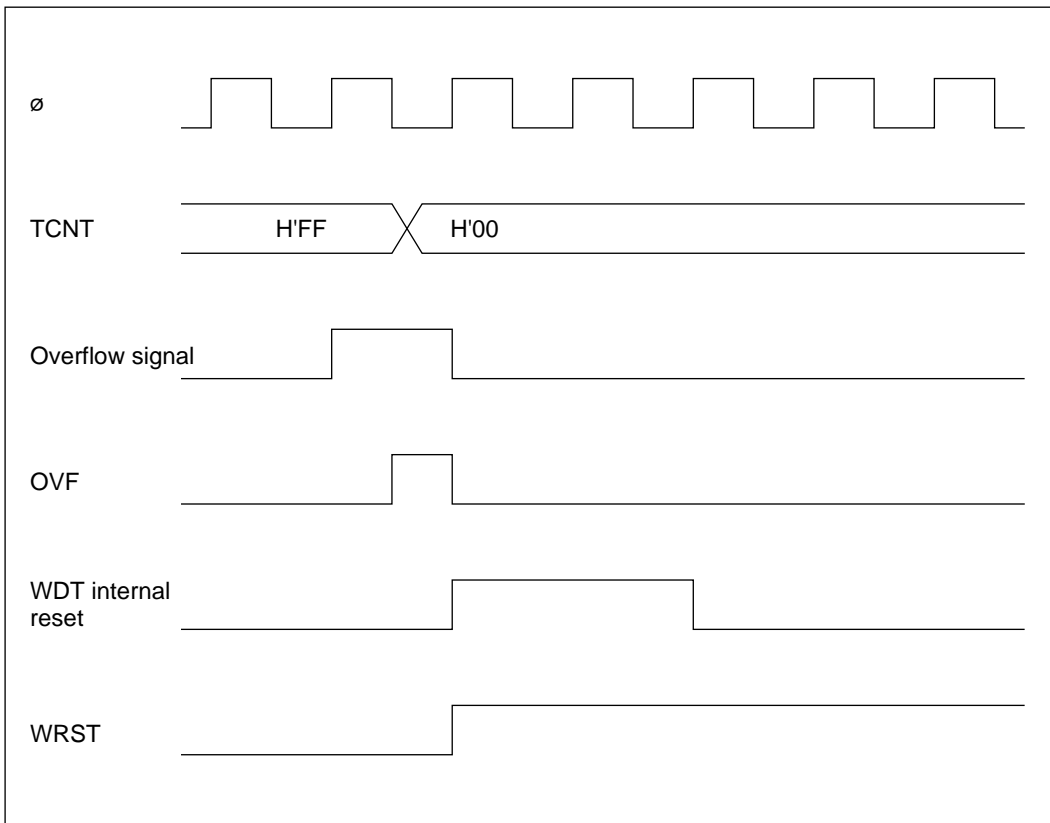 ø
TCNT
H'FF
H'00
Overflow signal
OVF
WDT internal
reset
WRST